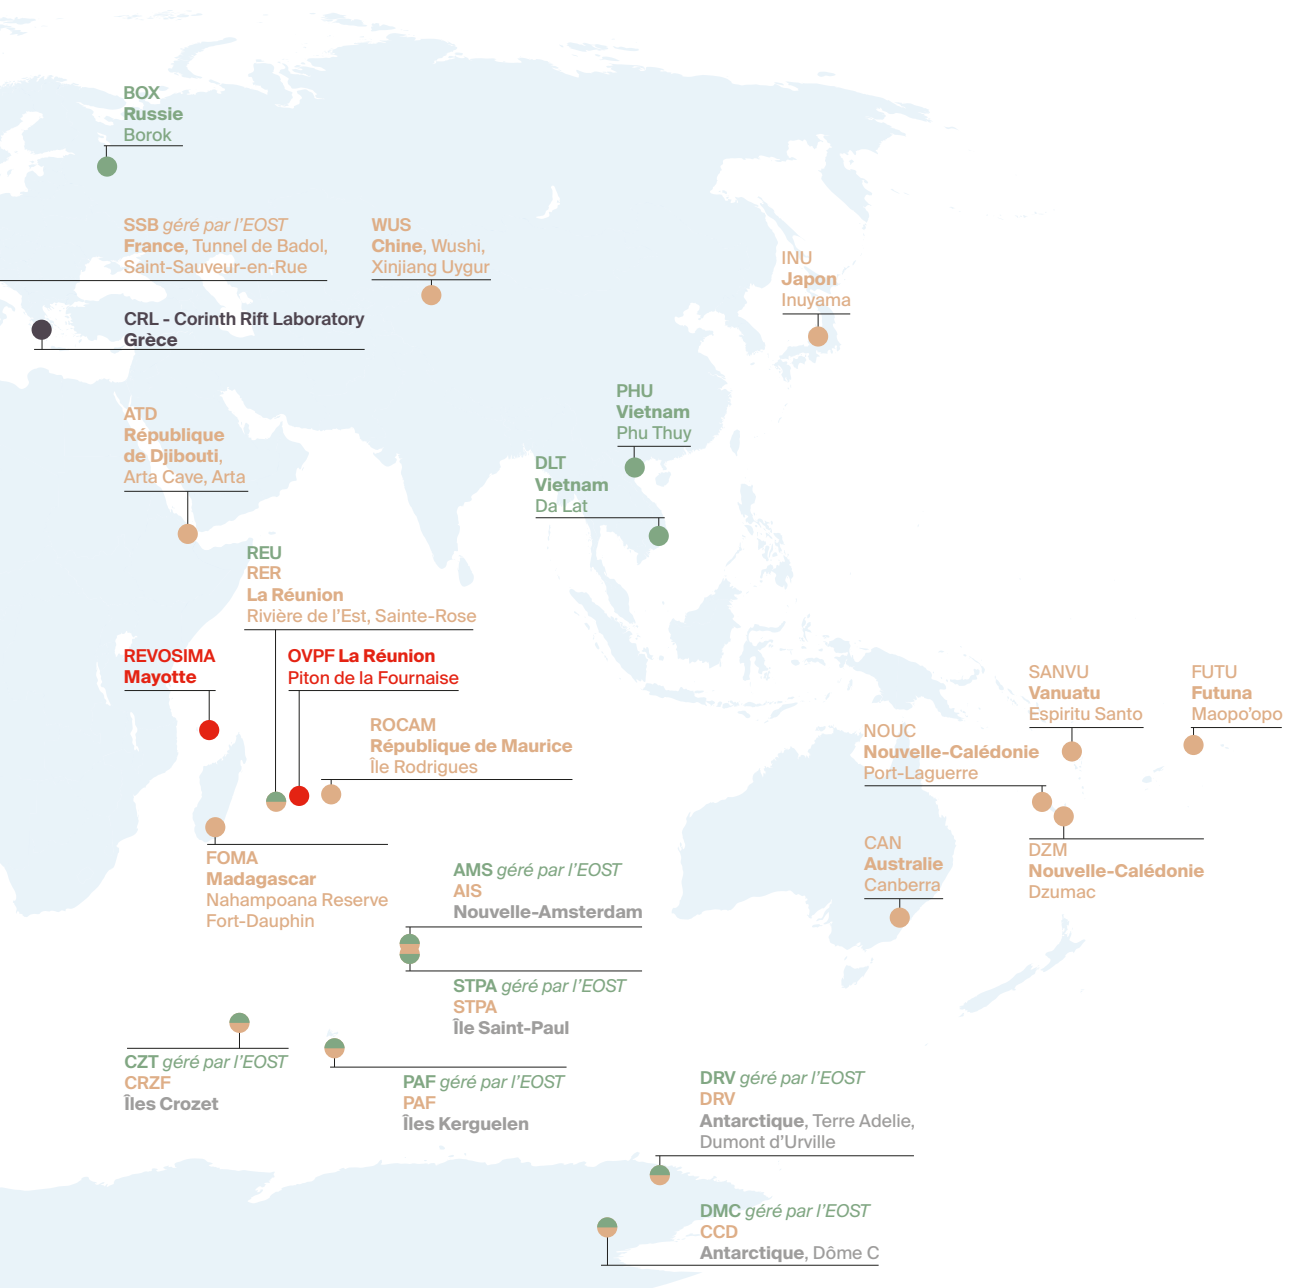 BOX
Russie
Borok
SSB géré par l'EOST
France, Tunnel de Badol,
Saint-Sauveur-en-Rue
WUS
Chine, Wushi,
Xinjiang Uygur
INU
Japon
Inuyama
CRL - Corinth Rift Laboratory
Grèce
PHU
Vietnam
Phu Thuy
ATD
République
de Djibouti,
Arta Cave, Arta
DLT
Vietnam
Da Lat
REU
RER
La Réunion
Rivière de l'Est, Sainte-Rose
REVOSIMA
Mayotte
OVPF La Réunion
Piton de la Fournaise
SANVU
Vanuatu
Espiritu Santo
FUTU
Futuna
Maopo'opo
ROCAM
République de Maurice
Île Rodrigues
NOUC
Nouvelle-Calédonie
Port-Laguerre
CAN
Australie
Canberra
DZM
Nouvelle-Calédonie
Dzumac
FOMA
Madagascar
Nahampoana Reserve
Fort-Dauphin
AMS géré par l'EOST
AIS
Nouvelle-Amsterdam
STPA géré par l'EOST
STPA
Île Saint-Paul
CZT géré par l'EOST
CRZF
Îles Crozet
PAF géré par l'EOST
PAF
Îles Kerguelen
DRV géré par l'EOST
DRV
Antarctique, Terre Adelie,
Dumont d'Urville
DMC géré par l'EOST
CCD
Antarctique, Dôme C